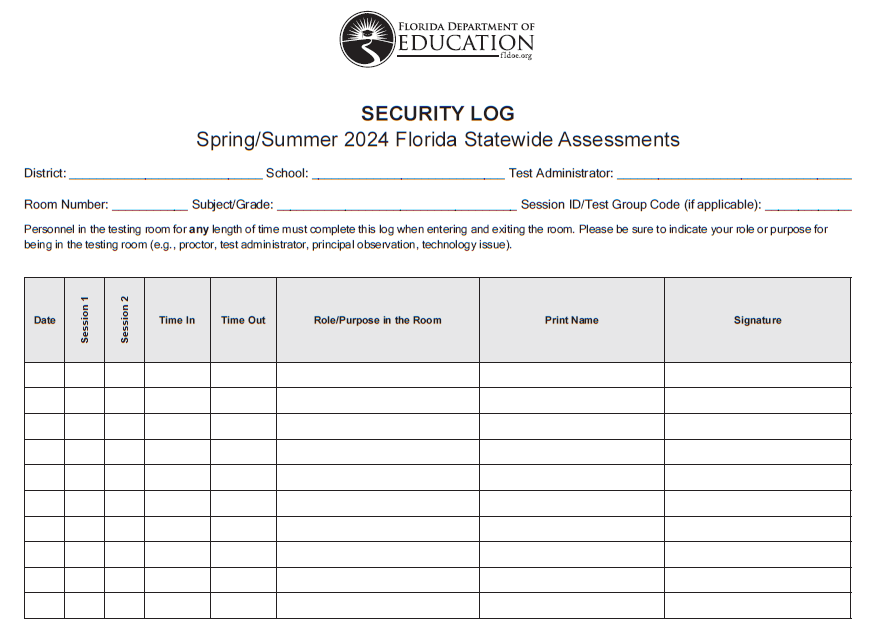 FLORIDA DEPARTMENT OF
EDUCATION
fldoe.org
SECURITY LOG
Spring/Summer 2024 Florida Statewide Assessments
District: School: Test Administrator:
Room Number: Subject/Grade: Session ID/Test Group Code (if applicable):
Personnel in the testing room for any length of time must complete this log when entering and exiting the room. Please be sure to indicate your role or purpose for
being in the testing room (e.g., proctor, test administrator, principal observation, technology issue).
Date Session 1 Session 2 Time In Time Out Role/Purpose in the Room Print Name Signature